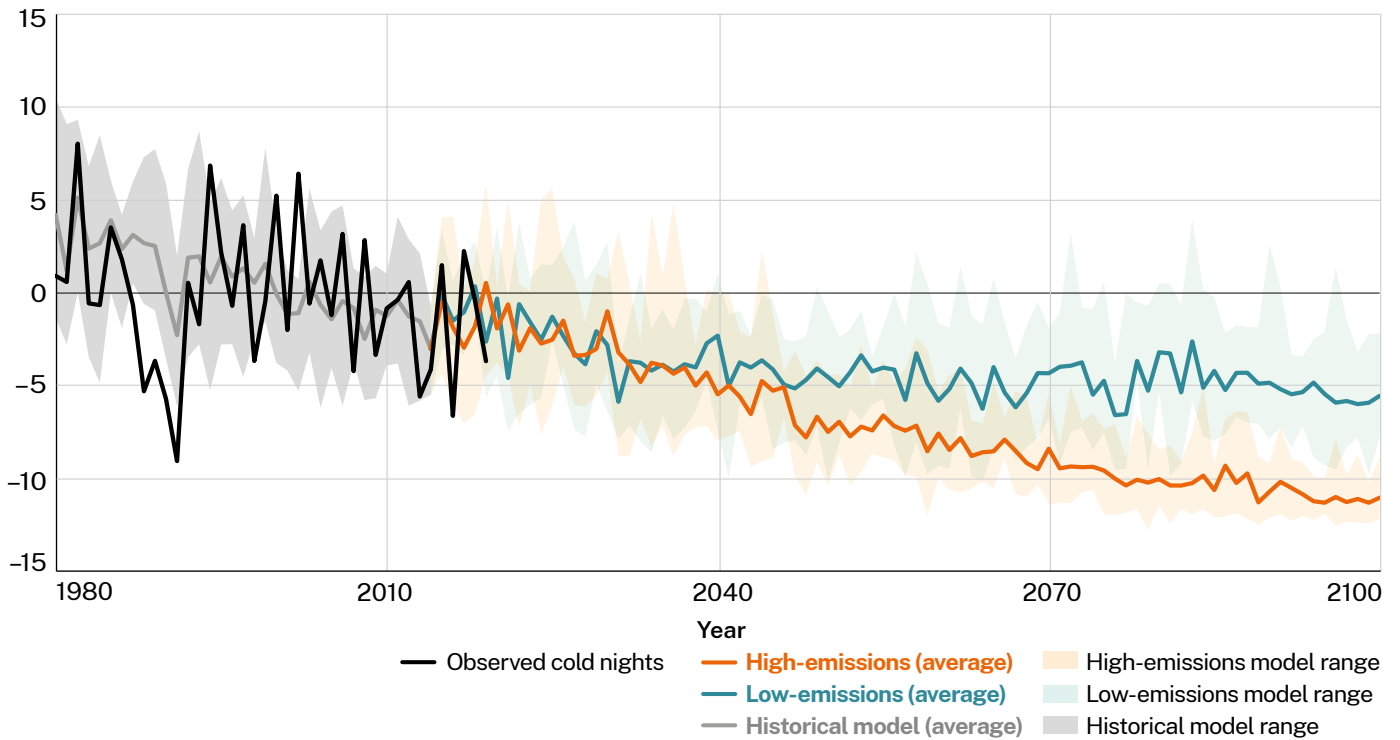 15
10
5
0
–5
–10
–15
1980 2010 2040 2070 2100
Year
Observed cold nights
High-emissions (average)
Low-emissions (average)
Historical model (average)
High-emissions model range
Low-emissions model range
Historical model range